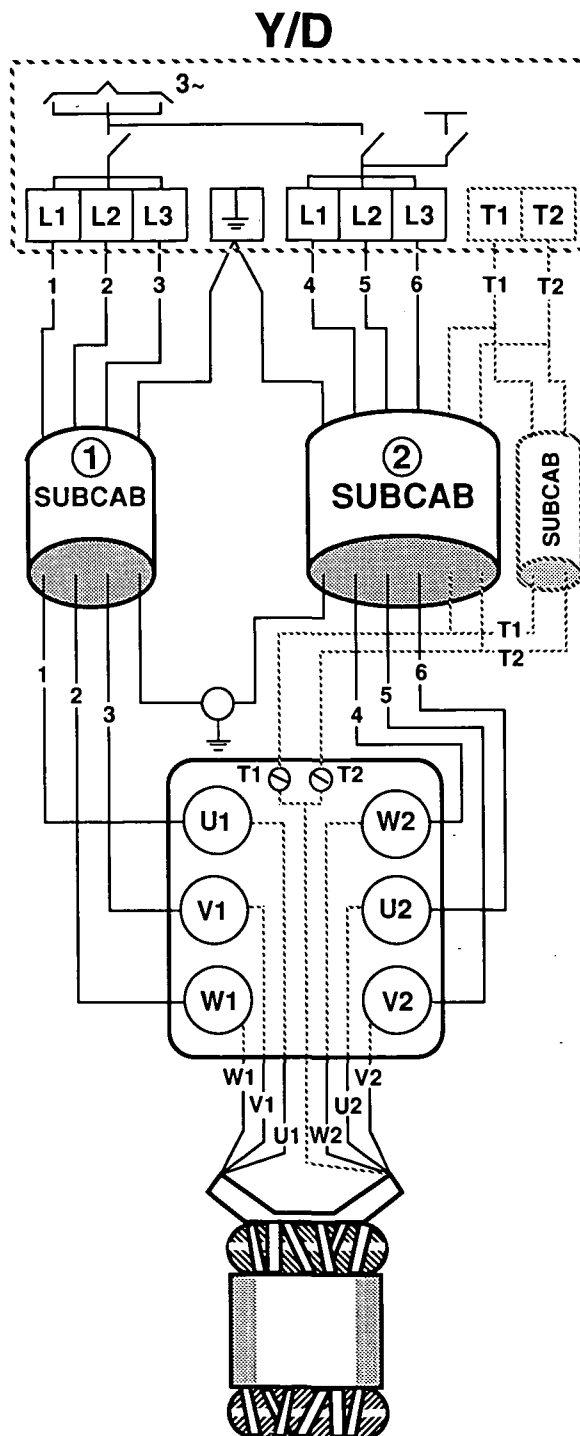 Y/D
3~
L1 L2 L3 L1 L2 L3 T1 T2
1 2 3 4 5 6 T1 T2
1 SUBCAB
2 SUBCAB
SUBCAB
T1
T2
1 2 3 4 5 6
T1 T2
U1 W2
V1 U2
W1 V2
W1 V2
V1 U2
U1 W2